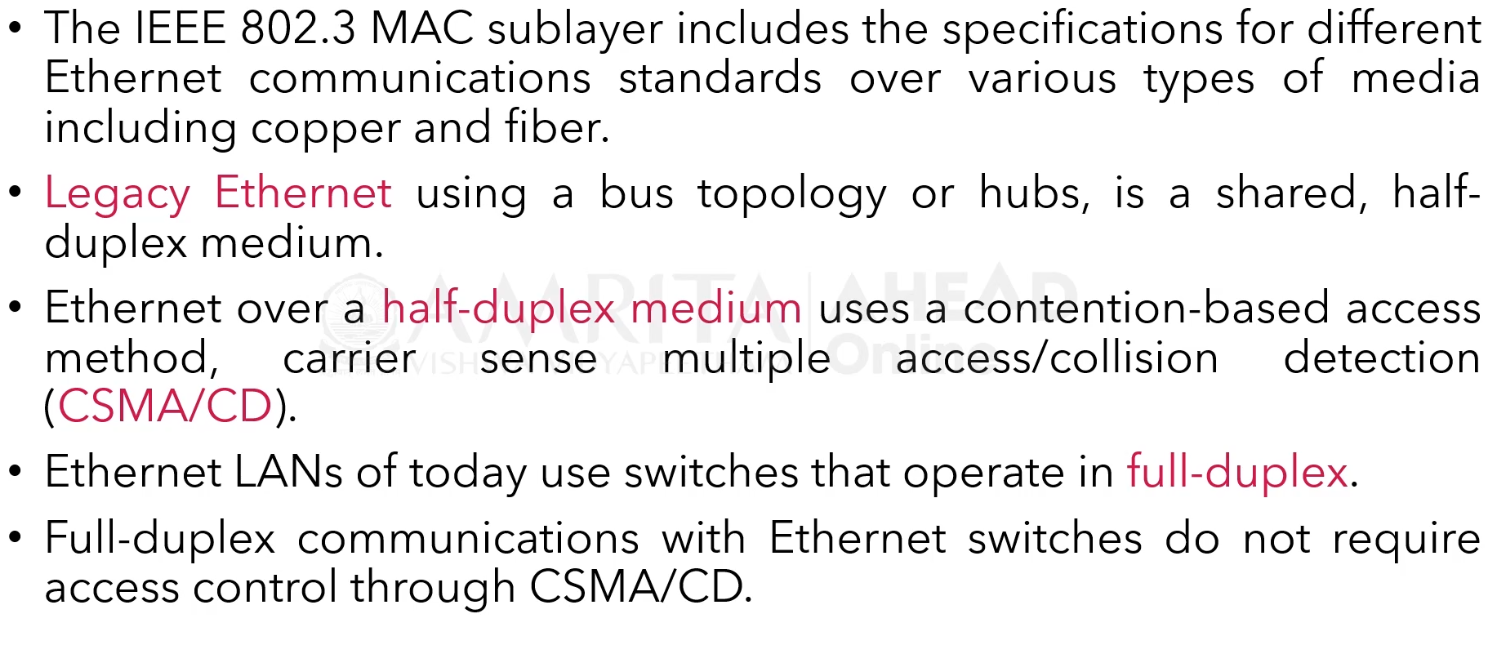 • The IEEE 802.3 MAC sublayer includes the specifications for different
Ethernet communications standards over various types of media
including copper and fiber.
• Legacy Ethernet using a bus topology or hubs, is a shared, half-
duplex medium.
• Ethernet over a half-duplex medium uses a contention-based access
method, carrier sense multiple access/collision detection
(CSMA/CD).
• Ethernet LANs of today use switches that operate in full-duplex.
• Full-duplex communications with Ethernet switches do not require
access control through CSMA/CD.
AMRITA
AHEAD
Online